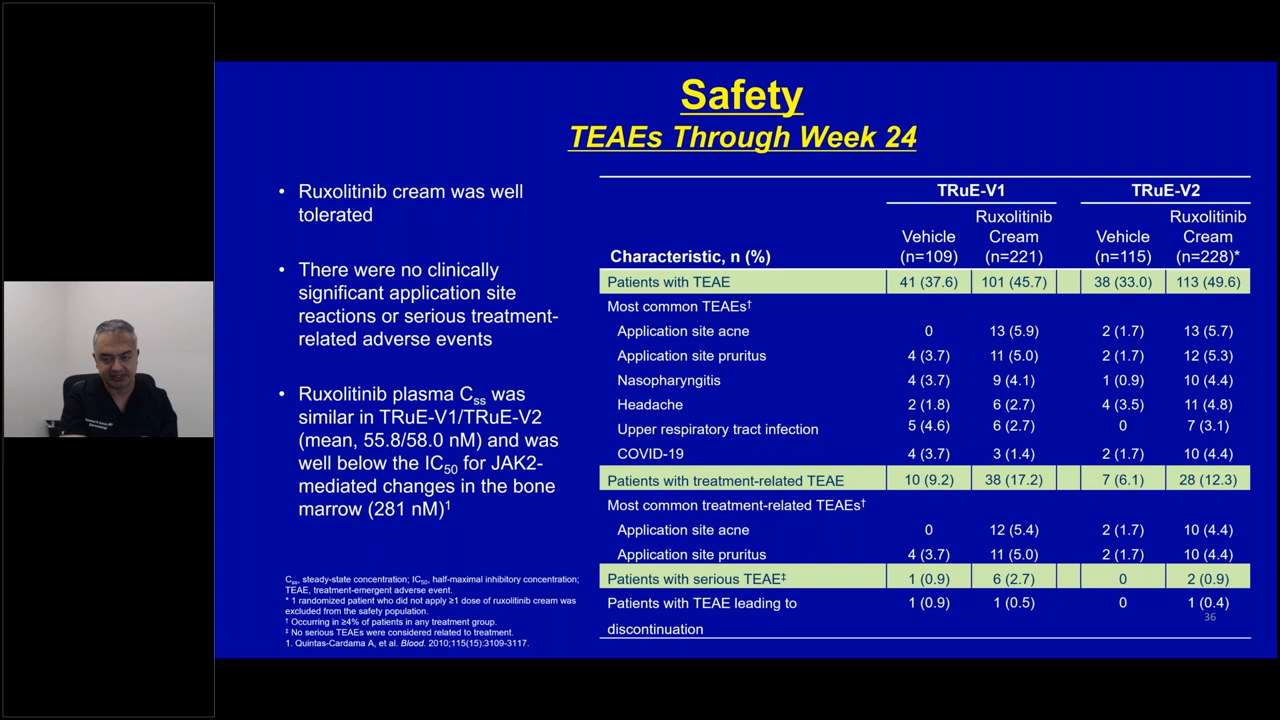 Safety
TEAEs Through Week 24
• Ruxolitinib cream was well
tolerated
• There were no clinically
significant application site
reactions or serious treatment-
related adverse events
• Ruxolitinib plasma Css was
similar in TRuE-V1/TRuE-V2
(mean, 55.8/58.0 nM) and was
well below the IC50 for JAK2-
mediated changes in the bone
marrow (281 nM)1
Css, steady-state concentration; IC50, half-maximal inhibitory concentration;
TEAE, treatment-emergent adverse event.
* 1 randomized patient who did not apply ≥1 dose of ruxolitinib cream was
excluded from the safety population.
† Occurring in ≥4% of patients in any treatment group.
‡ No serious TEAEs were considered related to treatment.
1. Quintas-Cardama A, et al. Blood. 2010;115(15):3109-3117.
TRuE-V1 TRuE-V2
Ruxolitinib Ruxolitinib
Vehicle Cream Vehicle Cream
Characteristic, n (%) (n=109) (n=221) (n=115) (n=228)*
Patients with TEAE 41 (37.6) 101 (45.7) 38 (33.0) 113 (49.6)
Most common TEAEs†
Application site acne 0 13 (5.9) 2 (1.7) 13 (5.7)
Application site pruritus 4 (3.7) 11 (5.0) 2 (1.7) 12 (5.3)
Nasopharyngitis 4 (3.7) 9 (4.1) 1 (0.9) 10 (4.4)
Headache 2 (1.8) 6 (2.7) 4 (3.5) 11 (4.8)
Upper respiratory tract infection 5 (4.6) 6 (2.7) 0 7 (3.1)
COVID-19 4 (3.7) 3 (1.4) 2 (1.7) 10 (4.4)
Patients with treatment-related TEAE 10 (9.2) 38 (17.2) 7 (6.1) 28 (12.3)
Most common treatment-related TEAEs†
Application site acne 0 12 (5.4) 2 (1.7) 10 (4.4)
Application site pruritus 4 (3.7) 11 (5.0) 2 (1.7) 10 (4.4)
Patients with serious TEAE‡ 1 (0.9) 6 (2.7) 0 2 (0.9)
Patients with TEAE leading to 1 (0.9) 1 (0.5) 0 1 (0.4)
discontinuation
36